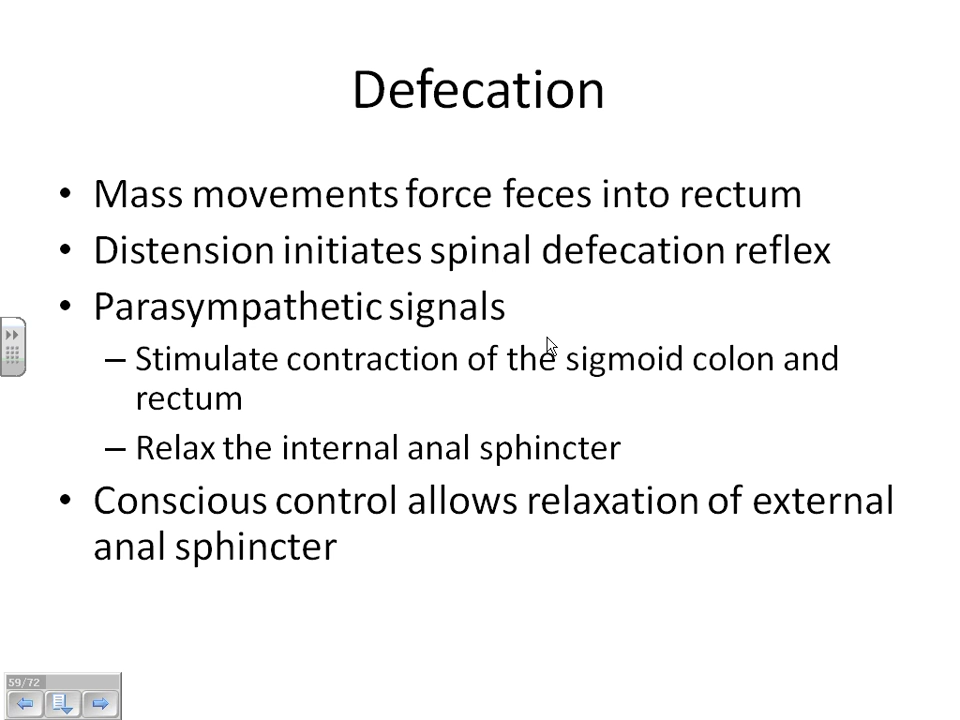 Defecation
• Mass movements force feces into rectum
• Distension initiates spinal defecation reflex
• Parasympathetic signals
– Stimulate contraction of the sigmoid colon and
rectum
– Relax the internal anal sphincter
• Conscious control allows relaxation of external
anal sphincter
59/72